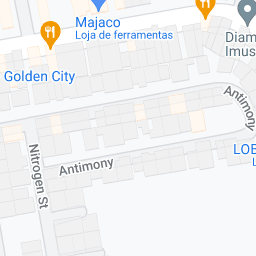 Majaco
Loja de ferramentas
Diam
Imus
Golden City
Antimony
Nitrogen St
Antimony
LOB
L